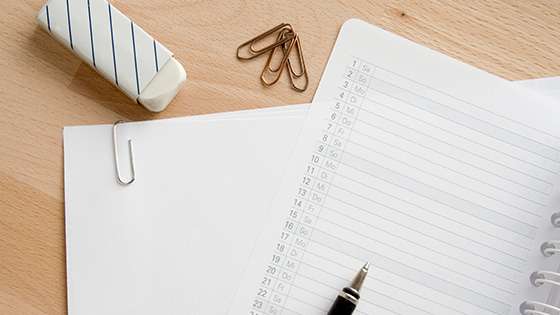 1 Sa
2 So
3 Mo
4 Di
5 Mi
6 Do
7 Fr
8 Sa
9 So
10 Mo
11 Di
12 Mi
13 Do
14 Fr
15 Sa
16 So
17 Mo
18 Di
19 Mi
20 Do
21 Fr
22 Sa
23 So